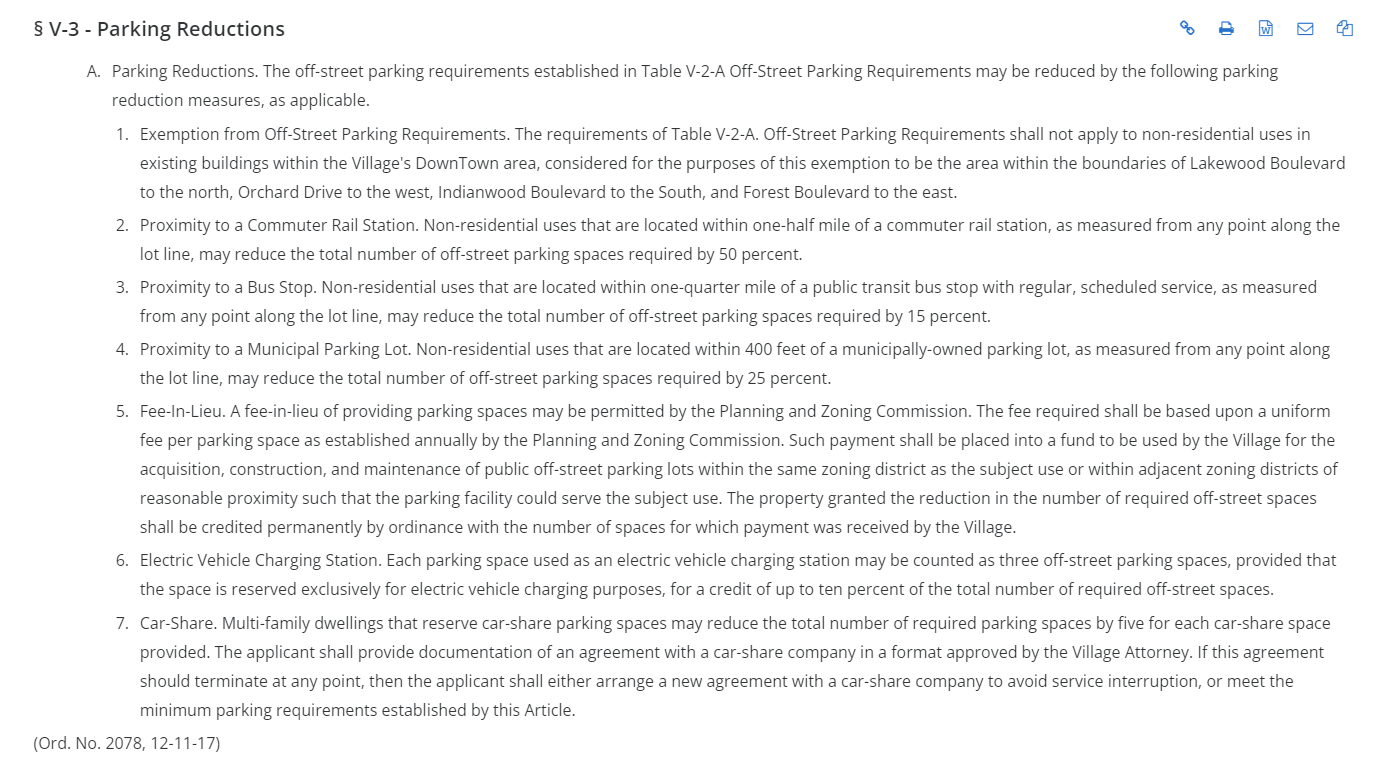 § V-3 - Parking Reductions
A. Parking Reductions. The off-street parking requirements established in Table V-2-A Off-Street Parking Requirements may be reduced by the following parking
reduction measures, as applicable.
1. Exemption from Off-Street Parking Requirements. The requirements of Table V-2-A. Off-Street Parking Requirements shall not apply to non-residential uses in
existing buildings within the Village's DownTown area, considered for the purposes of this exemption to be the area within the boundaries of Lakewood Boulevard
to the north, Orchard Drive to the west, Indianwood Boulevard to the South, and Forest Boulevard to the east.
2. Proximity to a Commuter Rail Station. Non-residential uses that are located within one-half mile of a commuter rail station, as measured from any point along the
lot line, may reduce the total number of off-street parking spaces required by 50 percent.
3. Proximity to a Bus Stop. Non-residential uses that are located within one-quarter mile of a public transit bus stop with regular, scheduled service, as measured
from any point along the lot line, may reduce the total number of off-street parking spaces required by 15 percent.
4. Proximity to a Municipal Parking Lot. Non-residential uses that are located within 400 feet of a municipally-owned parking lot, as measured from any point along
the lot line, may reduce the total number of off-street parking spaces required by 25 percent.
5. Fee-In-Lieu. A fee-in-lieu of providing parking spaces may be permitted by the Planning and Zoning Commission. The fee required shall be based upon a uniform
fee per parking space as established annually by the Planning and Zoning Commission. Such payment shall be placed into a fund to be used by the Village for the
acquisition, construction, and maintenance of public off-street parking lots within the same zoning district as the subject use or within adjacent zoning districts of
reasonable proximity such that the parking facility could serve the subject use. The property granted the reduction in the number of required off-street spaces
shall be credited permanently by ordinance with the number of spaces for which payment was received by the Village.
6. Electric Vehicle Charging Station. Each parking space used as an electric vehicle charging station may be counted as three off-street parking spaces, provided that
the space is reserved exclusively for electric vehicle charging purposes, for a credit of up to ten percent of the total number of required off-street spaces.
7. Car-Share. Multi-family dwellings that reserve car-share parking spaces may reduce the total number of required parking spaces by five for each car-share space
provided. The applicant shall provide documentation of an agreement with a car-share company in a format approved by the Village Attorney. If this agreement
should terminate at any point, then the applicant shall either arrange a new agreement with a car-share company to avoid service interruption, or meet the
minimum parking requirements established by this Article.
(Ord. No. 2078, 12-11-17)